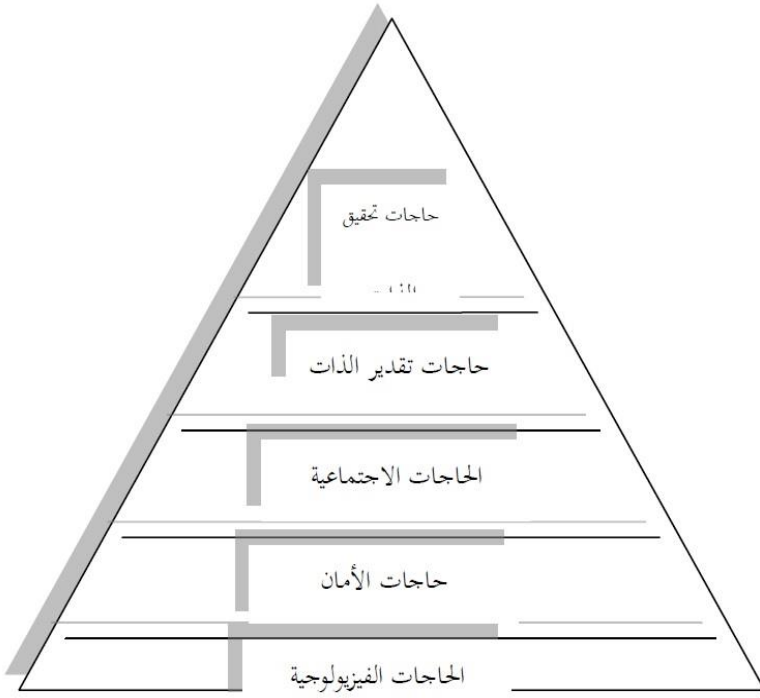 حاجات تحقيق
حاجات تقدير الذات
الحاجات الاجتماعية
حاجات الأمان
الحاجات الفيزيولوجية